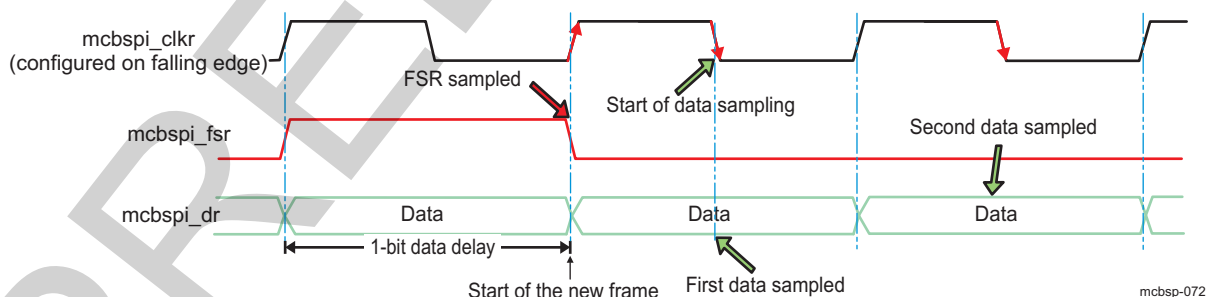 mcbspi_clkr
(configured on falling edge)
FSR sampled
Start of data sampling
mcbspi_fsr
Second data sampled
mcbspi_dr
Data
Data
Data
1-bit data delay
Start of the new frame
First data sampled
mcbsp-072